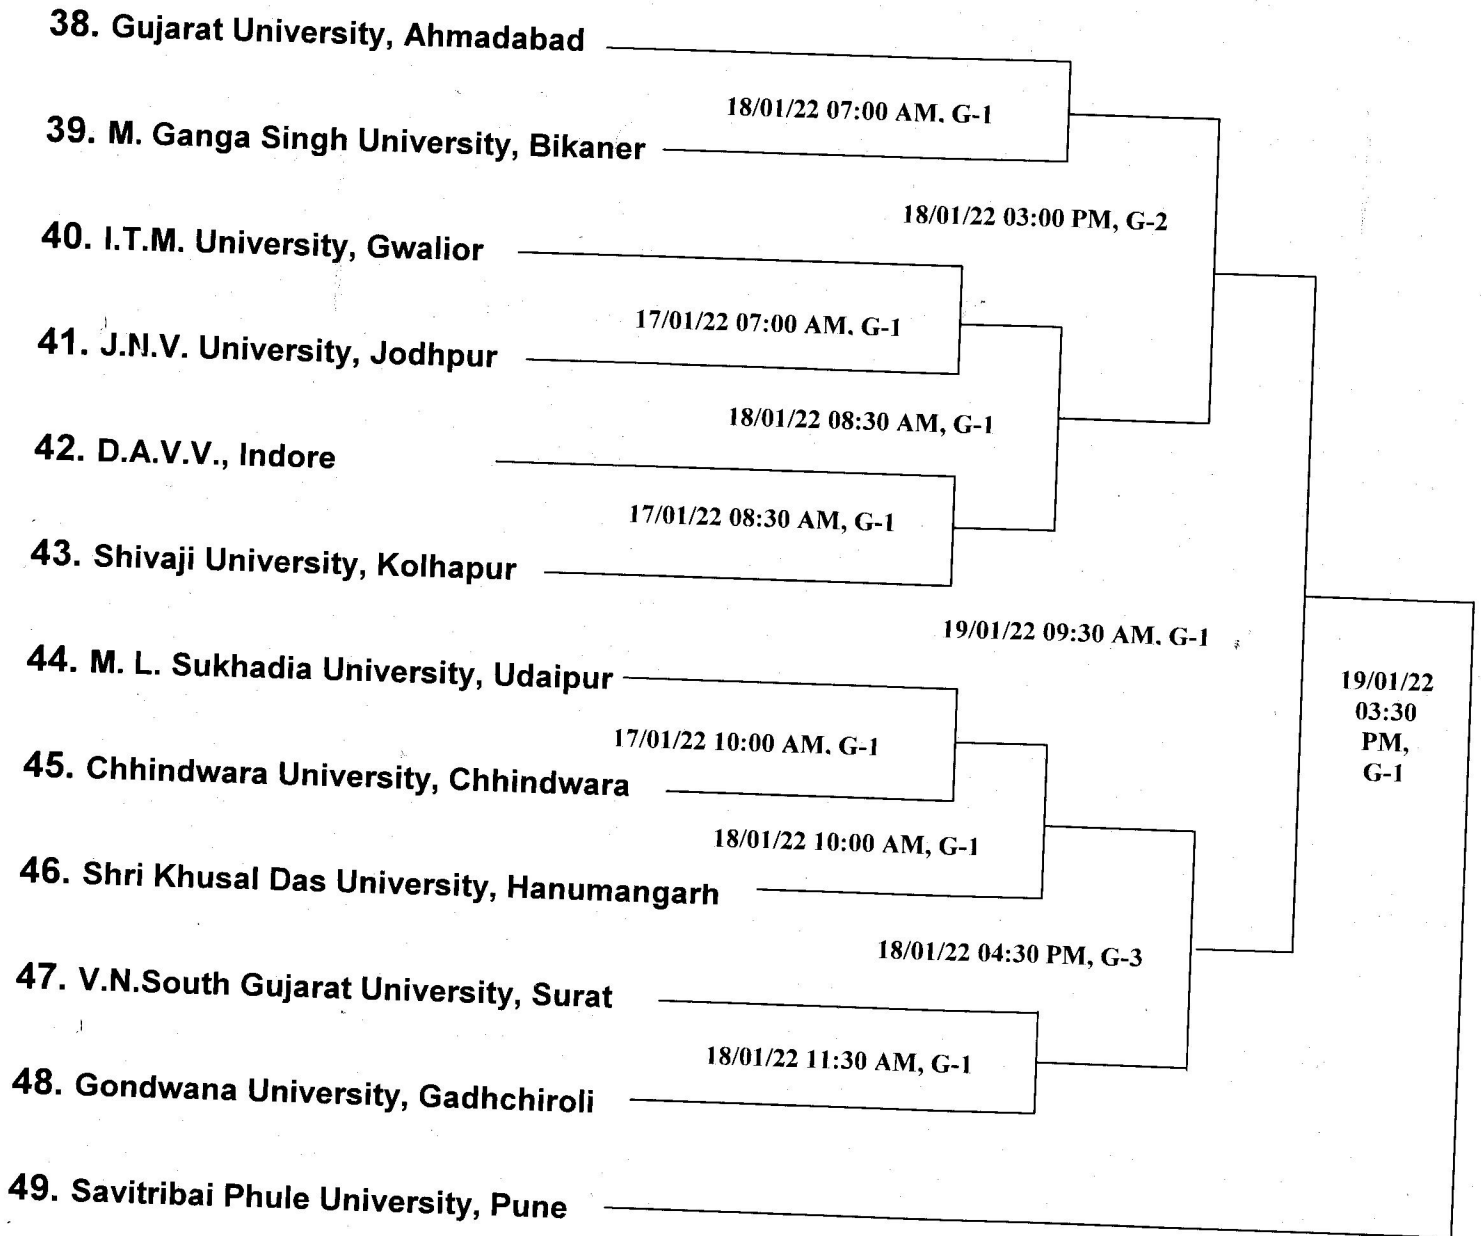 38. Gujarat University, Ahmadabad
18/01/22 07:00 AM. G-1
39. M. Ganga Singh University, Bikaner
18/01/22 03:00 PM, G-2
40. I.T.M. University, Gwalior
17/01/22 07:00 AM. G-1
41. J.N.V. University, Jodhpur
18/01/22 08:30 AM, G-1
42. D.A.V.V., Indore
17/01/22 08:30 AM, G-1
43. Shivaji University, Kolhapur
19/01/22 09:30 AM. G-1
44. M. L. Sukhadia University, Udaipur
19/01/22
03:30
PM,
G-1
17/01/22 10:00 AM. G-1
45. Chhindwara University, Chhindwara
18/01/22 10:00 AM, G-1
46. Shri Khusal Das University, Hanumangarh
18/01/22 04:30 PM, G-3
47. V.N.South Gujarat University, Surat
18/01/22 11:30 AM, G-1
48. Gondwana University, Gadhchiroli
49. Savitribai Phule University, Pune